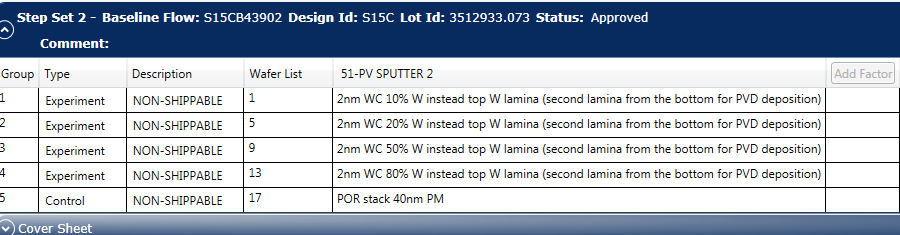 Step Set 2 - Baseline Flow: S15CB43902 Design Id: S15C Lot Id: 3512933.073 Status: Approved
Comment:
Group Type Description Wafer List 51-PV SPUTTER 2 Add Factor
1 Experiment NON-SHIPPABLE 1 2nm WC 10% W instead top W lamina (second lamina from the bottom for PVD deposition)
2 Experiment NON-SHIPPABLE 5 2nm WC 20% W instead top W lamina (second lamina from the bottom for PVD deposition)
3 Experiment NON-SHIPPABLE 9 2nm WC 50% W instead top W lamina (second lamina from the bottom for PVD deposition)
4 Experiment NON-SHIPPABLE 13 2nm WC 80% W instead top W lamina (second lamina from the bottom for PVD deposition)
5 Control NON-SHIPPABLE 17 POR stack 40nm PM
Cover Sheet